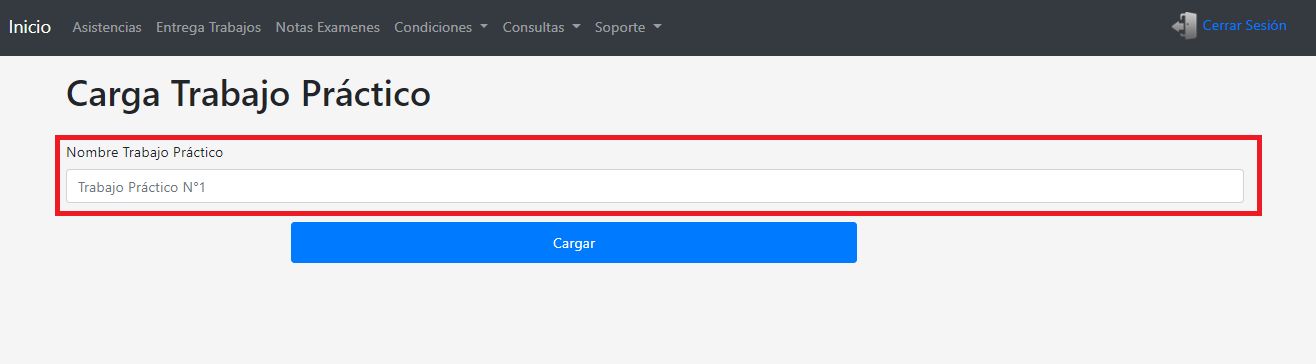 Inicio Asistencias Entrega Trabajos Notas Examenes Condiciones Consultas Soporte Cerrar Sesión
Carga Trabajo Práctico
Nombre Trabajo Práctico
Trabajo Práctico N°1
Cargar